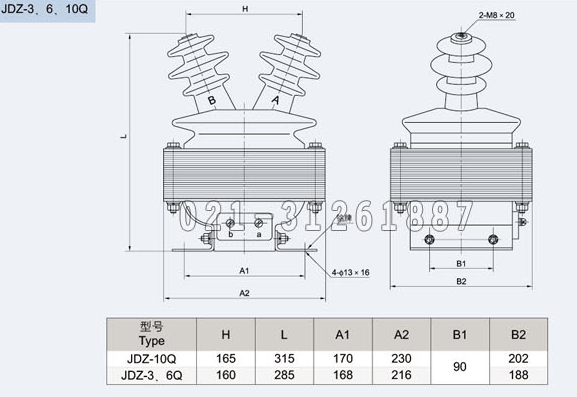 JDZ-3、6、10Q
H
2-M8×20
B
A
L
021 31261887
铭牌
b
a
A1
A2
4-φ13×16
B1
B2
型号
Type
H
L
A1
A2
B1
B2
JDZ-10Q
165
315
170
230
90
202
JDZ-3、6Q
160
285
168
216
188